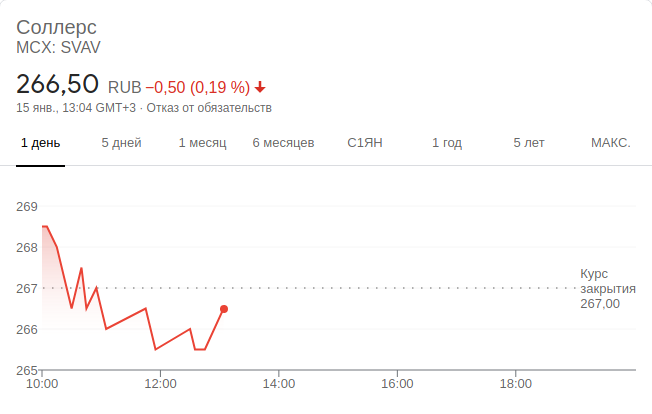 Соллерс
MCX: SVAV
266,50 RUB −0,50 (0,19 %)
15 янв., 13:04 GMT+3 · Отказ от обязательств
1 день 5 дней 1 месяц 6 месяцев С1ЯН 1 год 5 лет МАКС.
269
268
267
266
265
Курс
закрытия
267,00
10:00 12:00 14:00 16:00 18:00